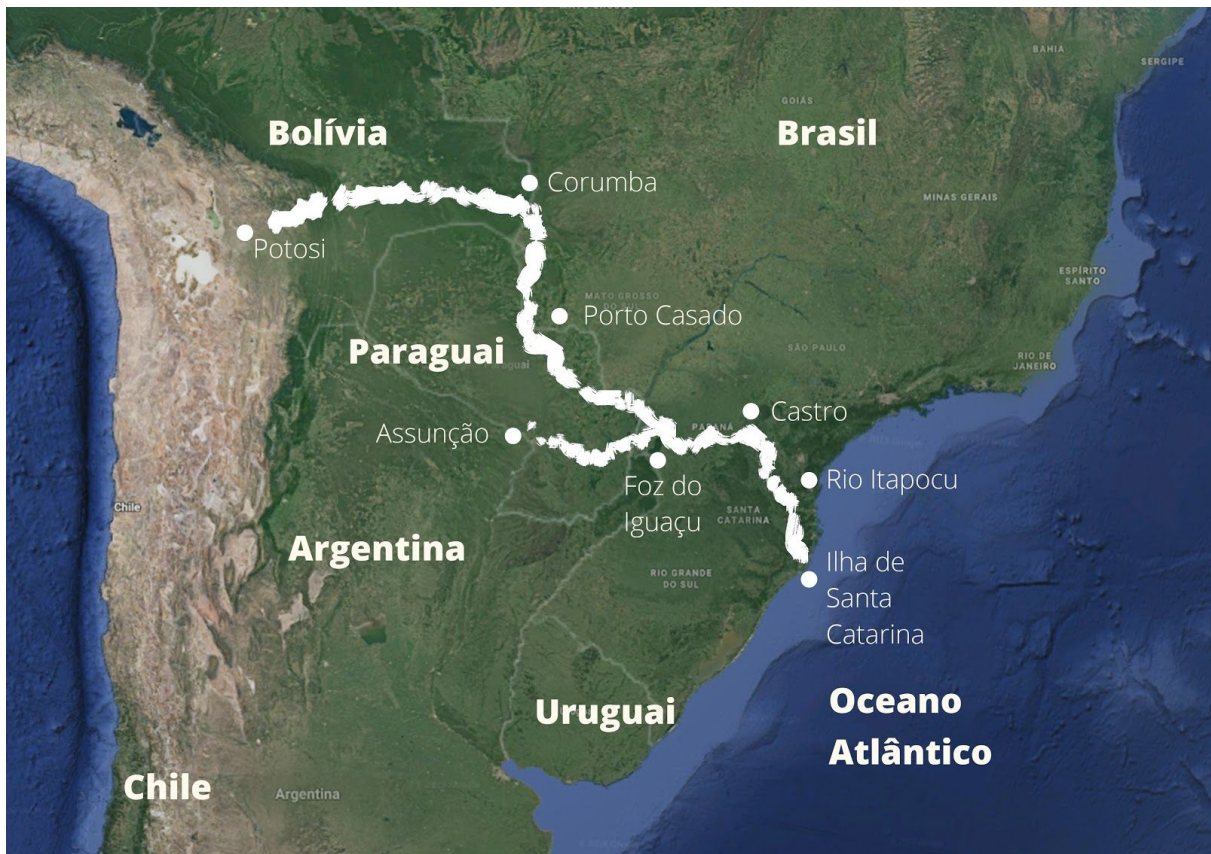 BAHIA
SERGIPE
GOIÁS
Bolívia
Brasil
Corumba
MINAS GERAIS
Potosi
ESPÍRITO
SANTO
MATO GROSSO
DO SUL
Porto Casado
Paraguai
SÃO PAULO
RIO DE
JANEIRO
Castro
Assunção
PARANÁ
Foz do
Iguaçu
Rio Itapocu
Chile
SANTA
CATARINA
Argentina
RIO GRANDE
DO SUL
Ilha de
Santa
Catarina
Uruguai
Oceano
Atlântico
Chile
Argentina